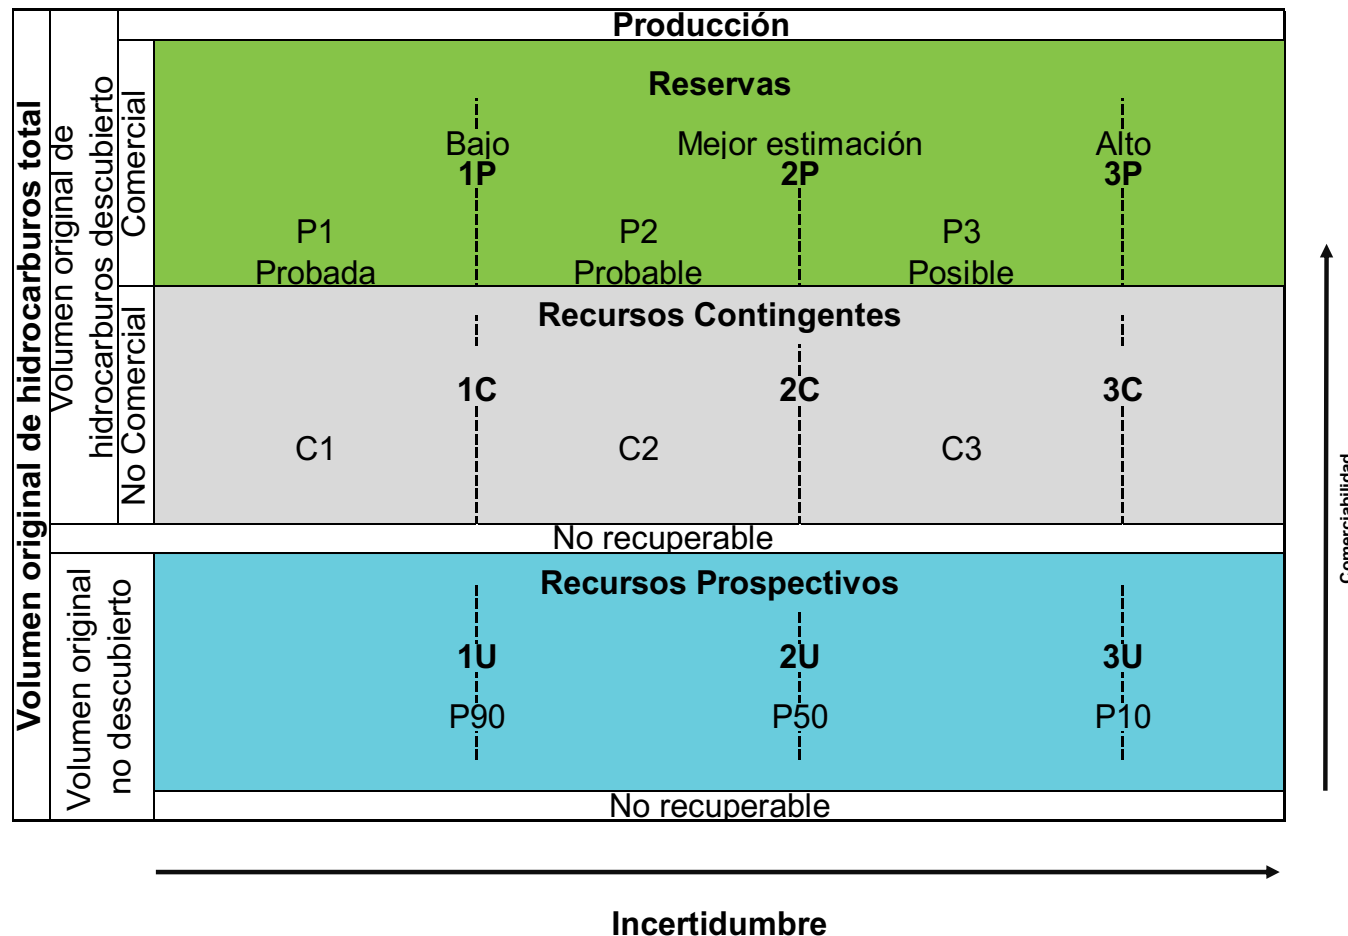 Producción
Volumen original de hidrocarburos total
Volumen original de
hidrocarburos descubierto
Comercial
Reservas
Bajo Mejor estimación Alto
1P 2P 3P
P1 P2 P3
Probada Probable Posible
No Comercial
Recursos Contingentes
1C 2C 3C
C1 C2 C3
No recuperable
Volumen original
no descubierto
Recursos Prospectivos
1U 2U 3U
P90 P50 P10
No recuperable
Comerciabilidad
Incertidumbre